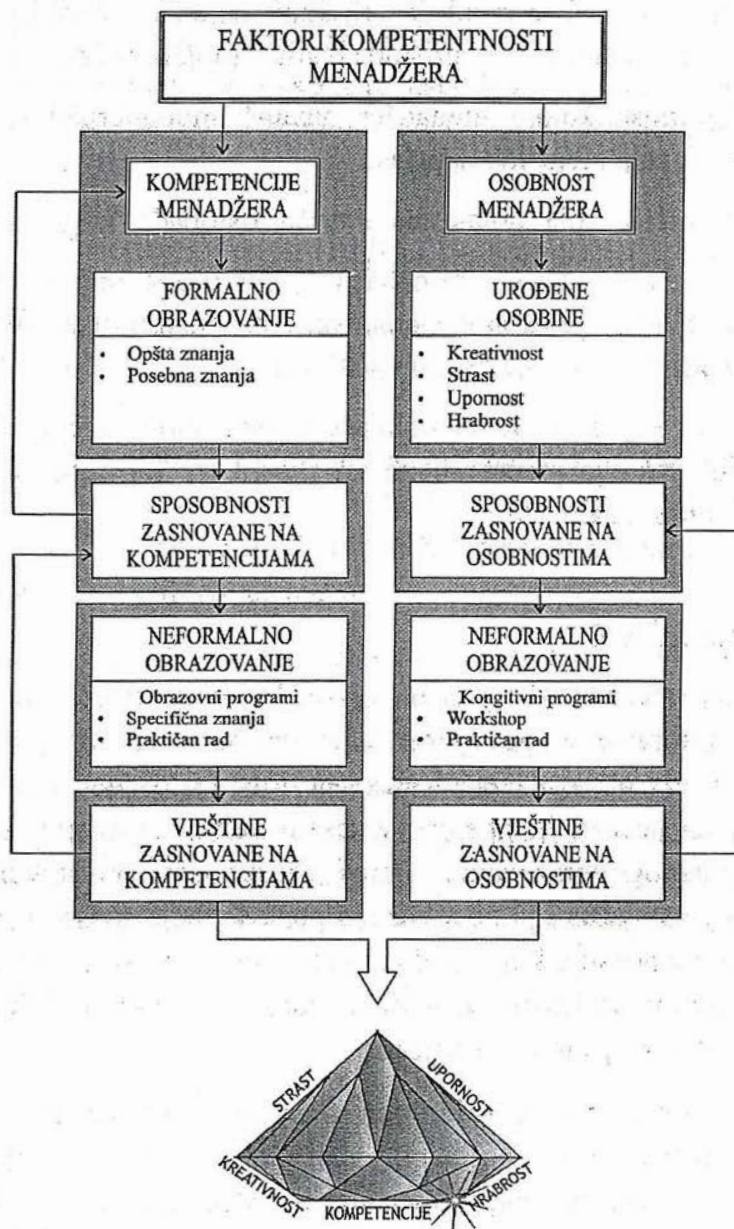 FAKTORI KOMPETENTNOSTI
MENADŽERA
KOMPETENCIJE
MENADŽERA
FORMALNO
OBRAZOVANJE
• Opšta znanja
• Posebna znanja
SPOSOBNOSTI
ZASNOVANE NA
KOMPETENCIJAMA
NEFORMALNO
OBRAZOVANJE
Obrazovni programi
• Specifična znanja
• Praktičan rad
VJEŠTINE
ZASNOVANE NA
KOMPETENCIJAMA
OSOBNOST
MENADŽERA
UROĐENE
OSOBINE
• Kreativnost
• Strast
• Upornost
• Hrabrost
SPOSOBNOSTI
ZASNOVANE NA
OSOBNOSTIMA
NEFORMALNO
OBRAZOVANJE
Kongitivni programi
• Workshop
• Praktičan rad
VJEŠTINE
ZASNOVANE NA
OSOBNOSTIMA
STRAST
UPORNOST
KREATIVNOST
KOMPETENCIJE
HRABROST